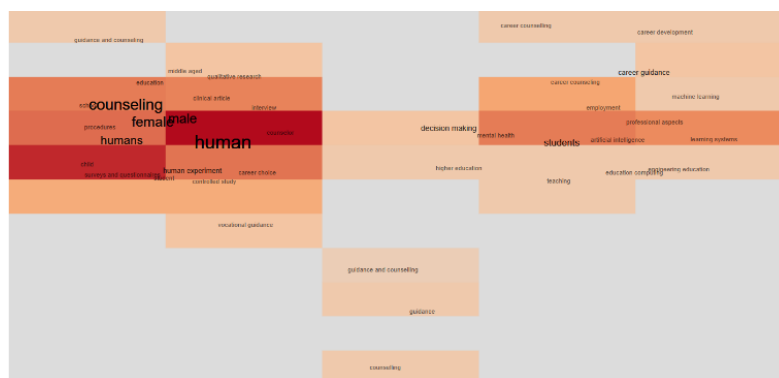 career counselling
career development
guidance and counseling
middle aged
qualitative research
career guidance
education
career counseling
clinical article
machine learning
counseling
interview
employment
female
male
procedures
decision making
professional aspects
counselor
mental health
humans
human
students
artificial intelligence
learning systems
child
human experiment
career choice
higher education
education computing
engineering education
surveys and questionnaires
student
controlled study
teaching
vocational guidance
guidance and counselling
guidance
counselling